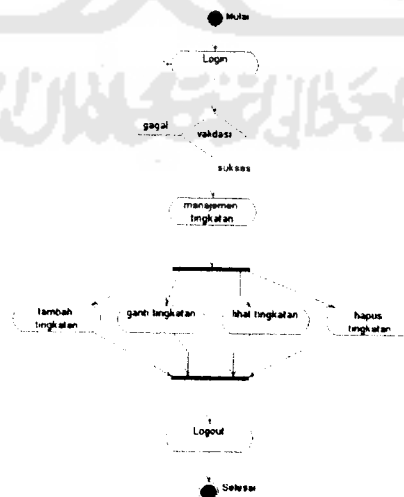 Mulai
Login
gagal
validasi
sukses
manajemen
tingkatan
tambah
tingkatan
ganti tingkatan
lihat tingkatan
hapus
tingkatan
Logout
Selesai